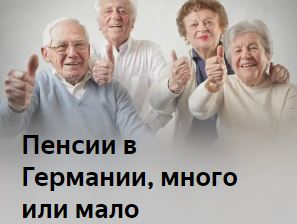 Пенсии в
Германии, много
или мало